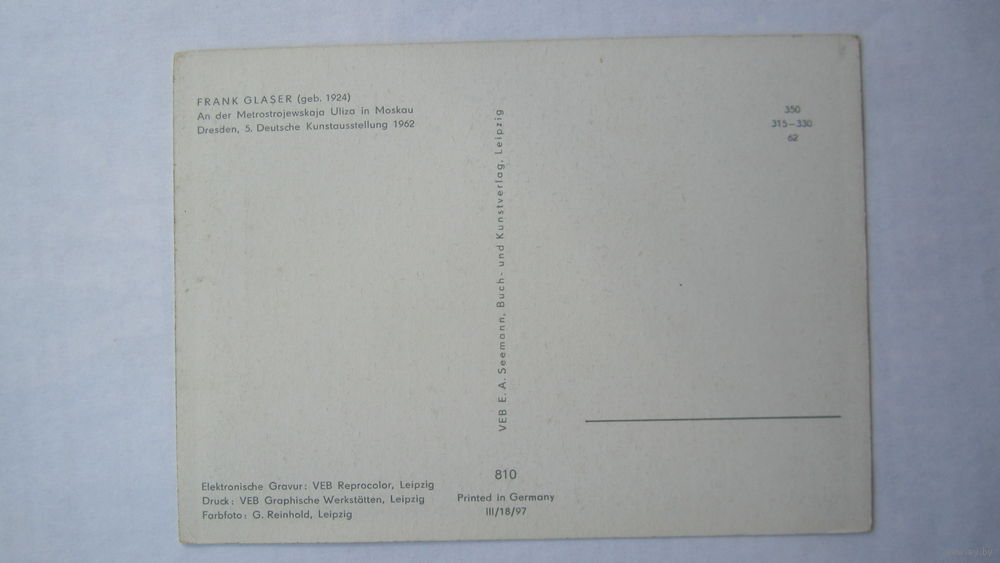 FRANK GLASER (geb. 1924)
An der Metrostrojewskaja Uliza in Moskau
Dresden, 5. Deutsche Kunstausstellung 1962
350
315–330
62
VEB E. A. Seemann, Buch- und Kunstverlag, Leipzig
810
Elektronische Gravur: VEB Reprocolor, Leipzig
Druck: VEB Graphische Werkstätten, Leipzig
Farbfoto: G. Reinhold, Leipzig
Printed in Germany
III/18/97